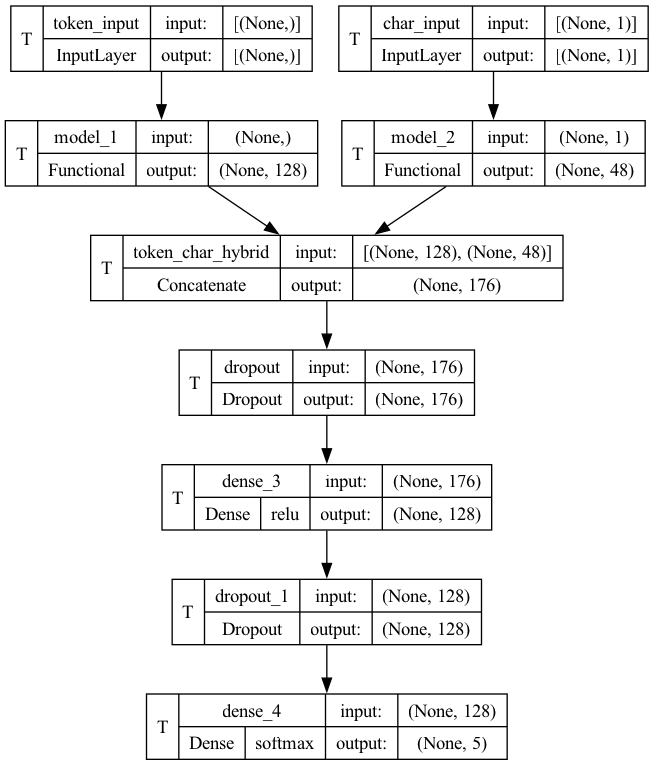 T token_input input: [(None,)]
InputLayer output: [(None,)]
T char_input input: [(None, 1)]
InputLayer output: [(None, 1)]
T model_1 input: (None,)
Functional output: (None, 128)
T model_2 input: (None, 1)
Functional output: (None, 48)
T token_char_hybrid input: [(None, 128), (None, 48)]
Concatenate output: (None, 176)
T dropout input: (None, 176)
Dropout output: (None, 176)
T dense_3 input: (None, 176)
Dense relu output: (None, 128)
T dropout_1 input: (None, 128)
Dropout output: (None, 128)
T dense_4 input: (None, 128)
Dense softmax output: (None, 5)